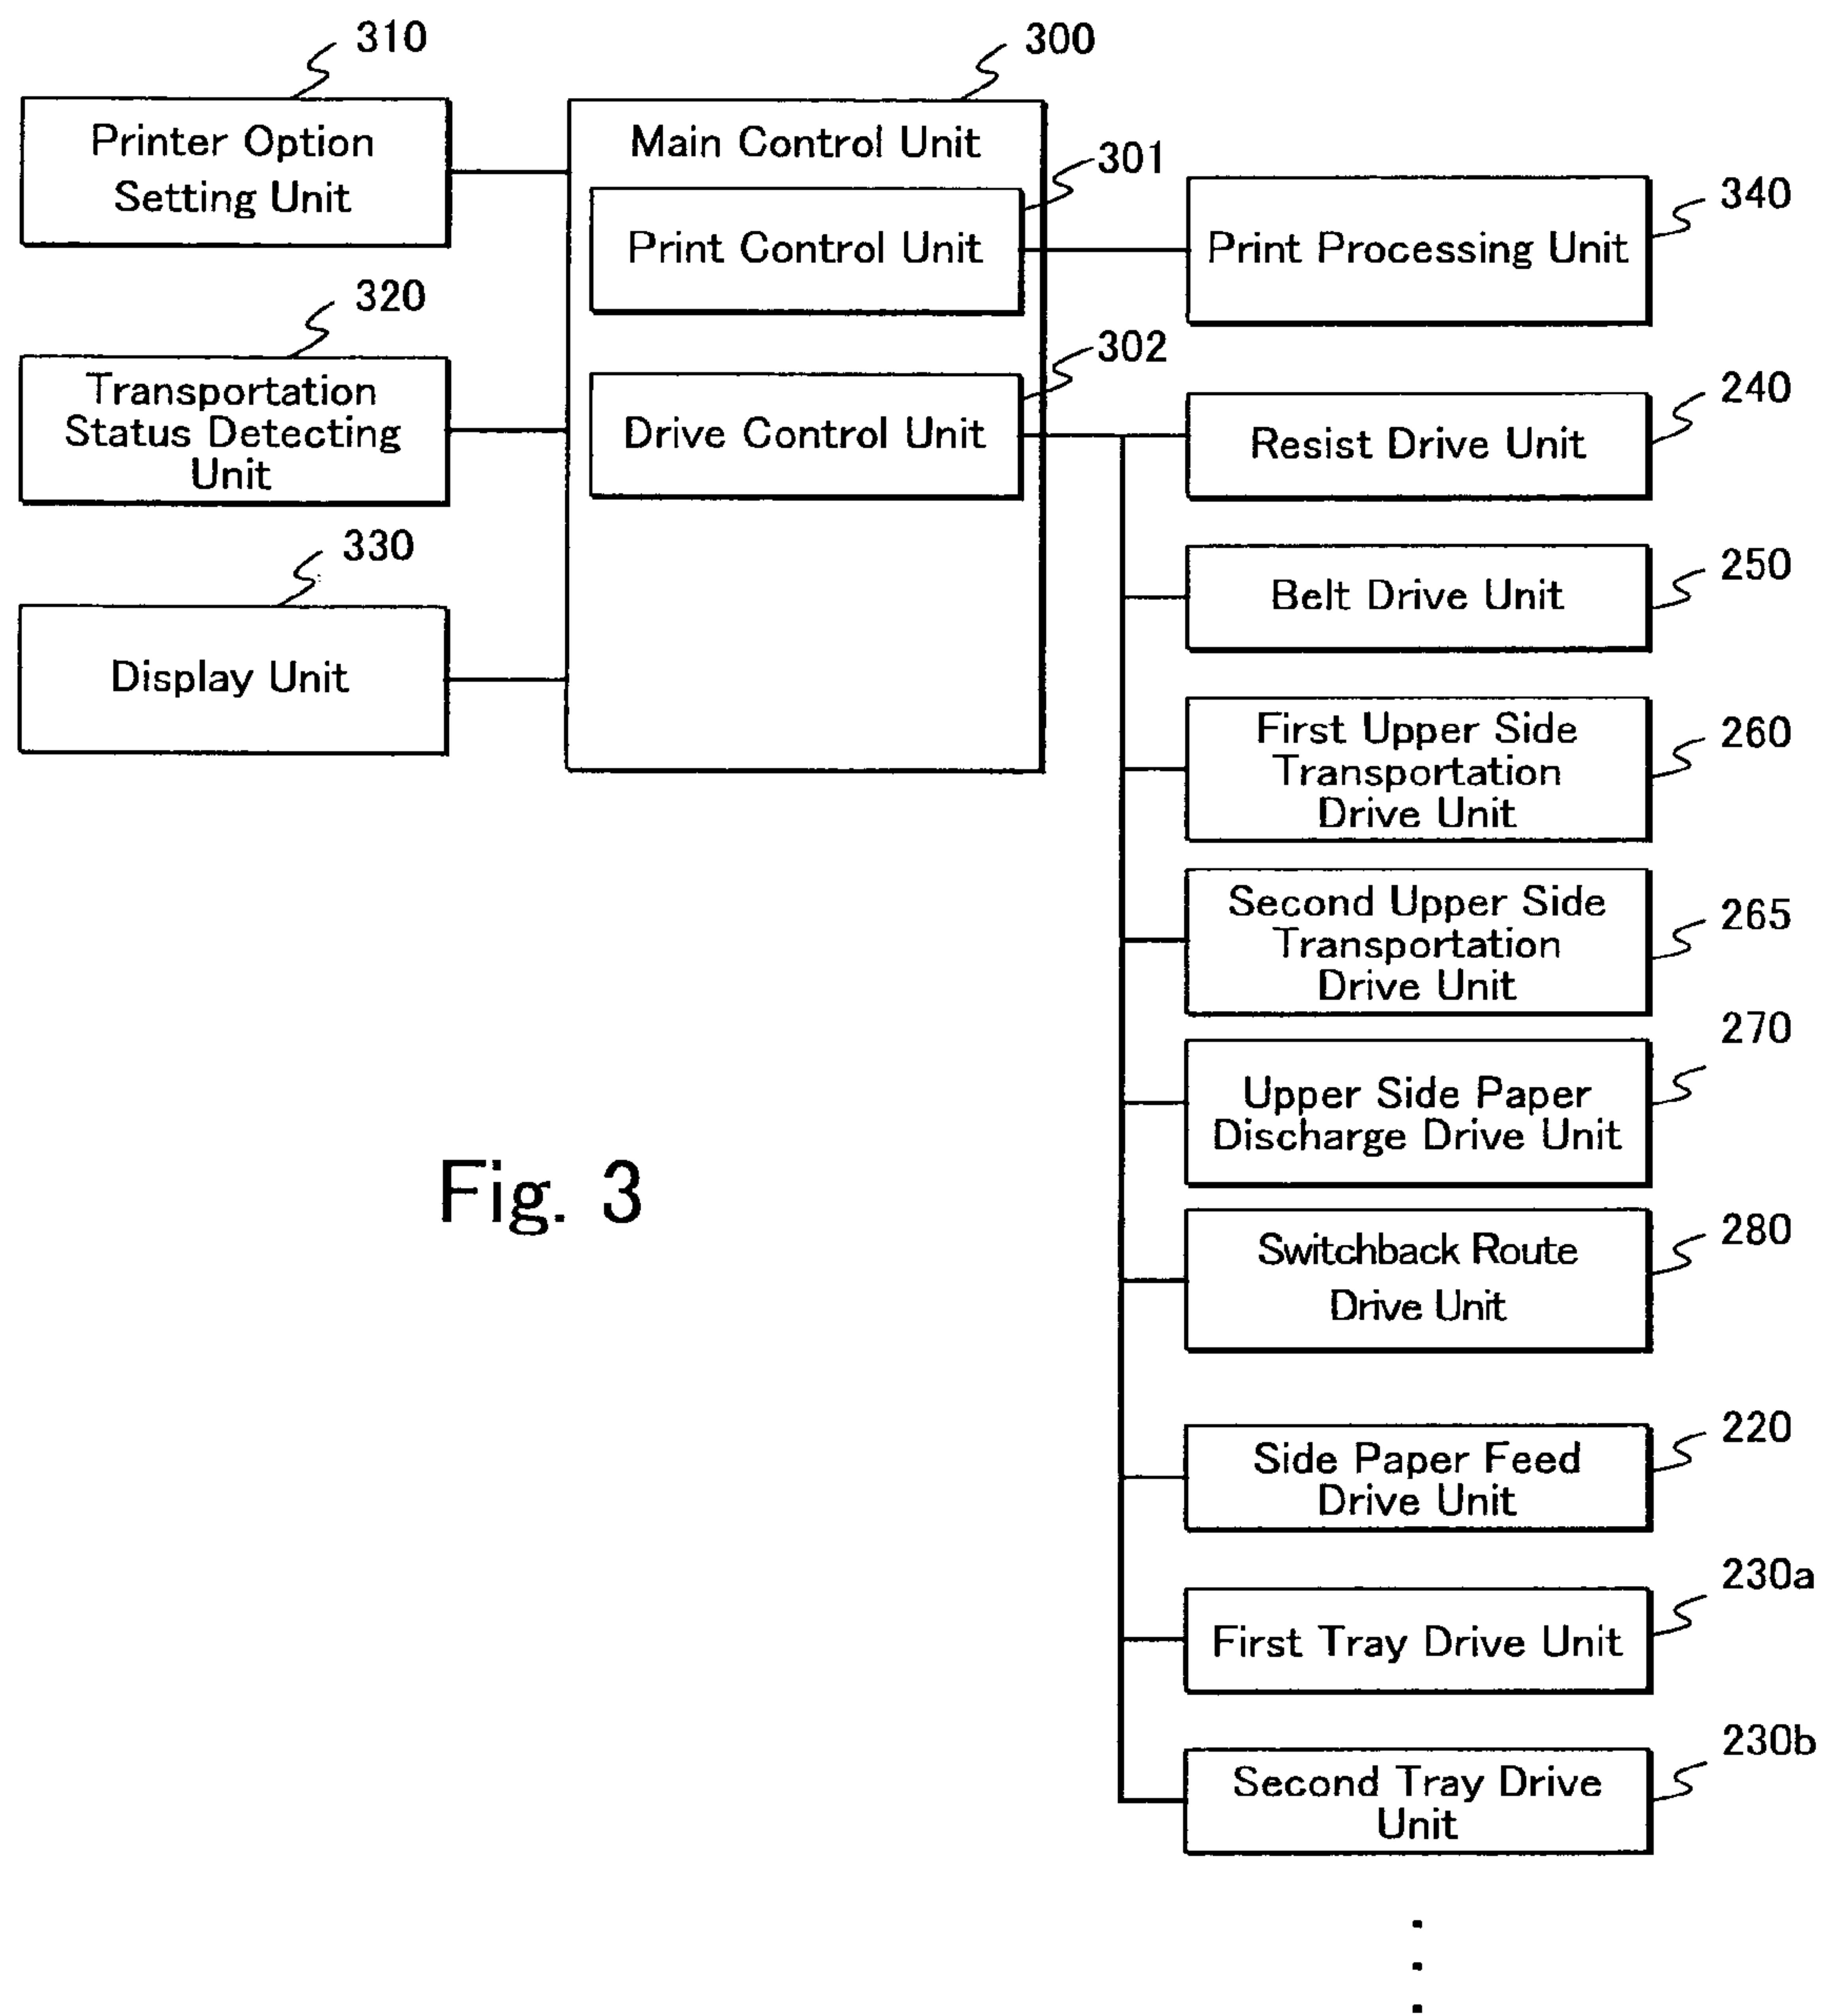 310
Printer Option
Setting Unit
320
Transportation
Status Detecting
Unit
330
Display Unit
300
Main Control Unit
301
Print Control Unit
302
Drive Control Unit
340
Print Processing Unit
240
Resist Drive Unit
250
Belt Drive Unit
260
First Upper Side
Transportation
Drive Unit
265
Second Upper Side
Transportation
Drive Unit
270
Upper Side Paper
Discharge Drive Unit
280
Switchback Route
Drive Unit
220
Side Paper Feed
Drive Unit
230a
First Tray Drive Unit
230b
Second Tray Drive
Unit
Fig. 3